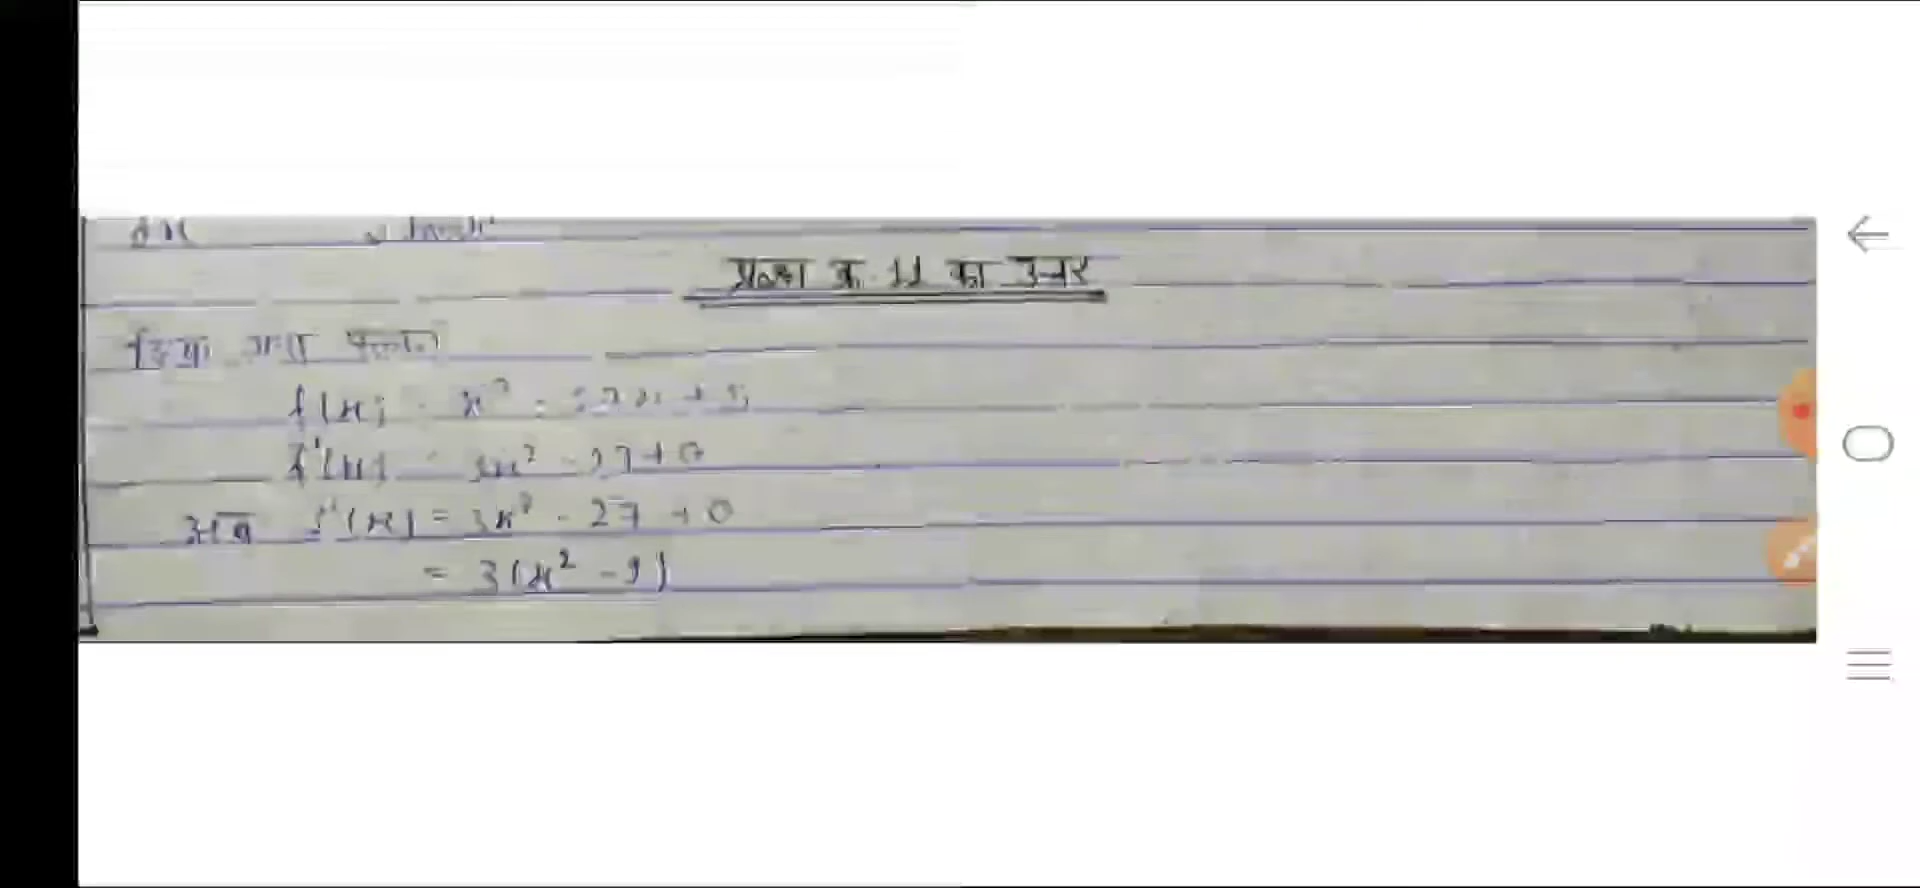 dx
प्रश्न क्र. 11 का उत्तर
दिया गया फलन
f(x) = x³ - 27x + 5
f'(x) = 3x² - 27 + 0
अब f'(x) = 3x² - 27 + 0
= 3(x² - 9)